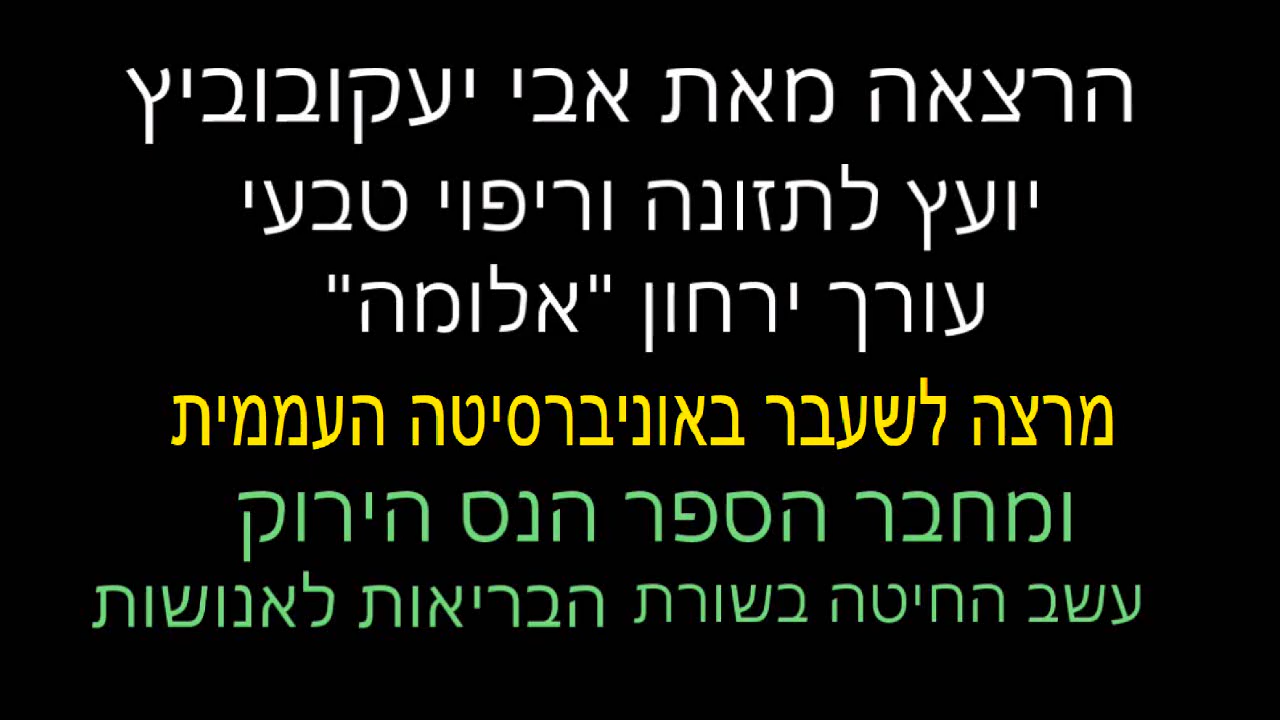 הרצאה מאת אבי יעקובוביץ
יועץ לתזונה וריפוי טבעי
עורך ירחון "אלומה"
מרצה לשעבר באוניברסיטה העממית
ומחבר הספר הנס הירוק
עשב החיטה בשורת הבריאות לאנושות